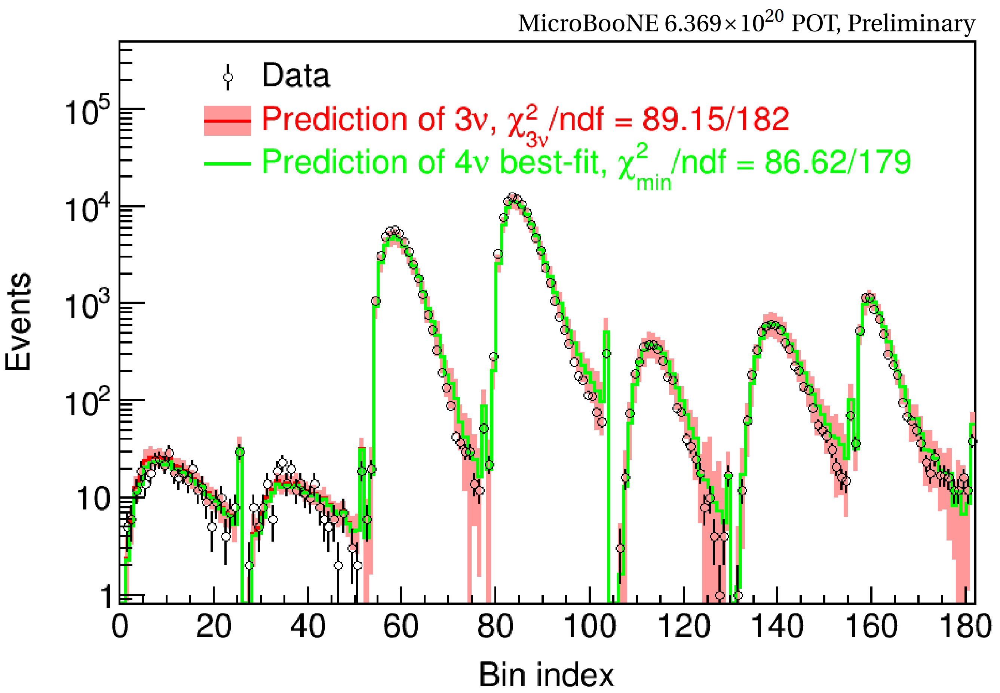 MicroBooNE 6.369×10²⁰ POT, Preliminary
Data
Prediction of 3ν, χ²₃ᵥ/ndf = 89.15/182
Prediction of 4ν best-fit, χ²min/ndf = 86.62/179
10⁵
10⁴
10³
10²
10
1
Events
0 20 40 60 80 100 120 140 160 180
Bin index